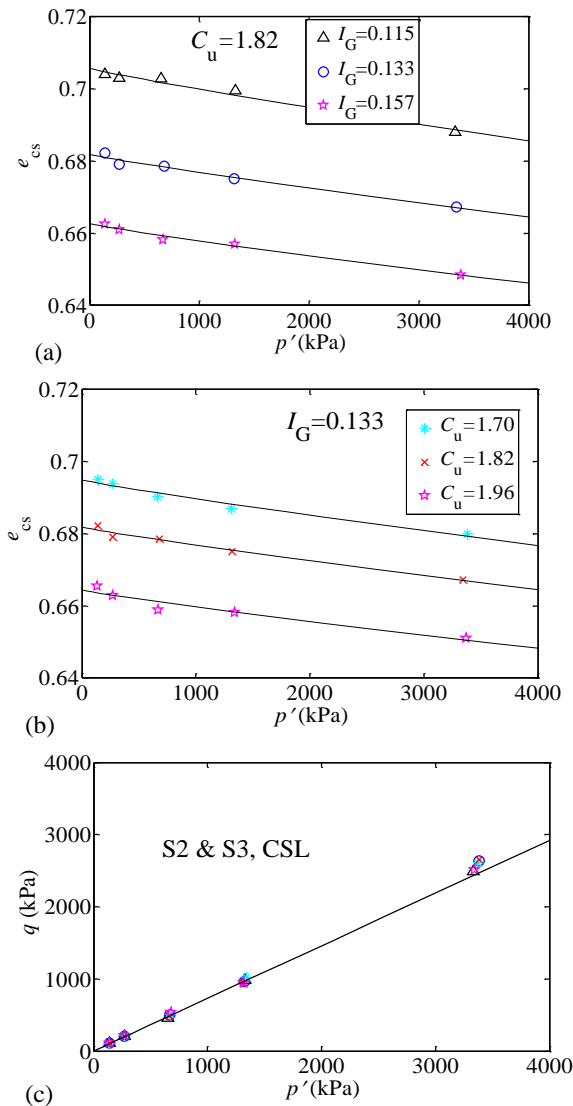 0.72
C_u=1.82
I_G=0.115
I_G=0.133
I_G=0.157
0.7
e_cs
0.68
0.66
0.64
0 1000 2000 3000 4000
p′(kPa)
(a)
0.72
I_G=0.133
C_u=1.70
C_u=1.82
C_u=1.96
0.7
e_cs
0.68
0.66
0.64
0 1000 2000 3000 4000
p′(kPa)
(b)
4000
3000
S2 & S3, CSL
q (kPa)
2000
1000
0
0 1000 2000 3000 4000
p′(kPa)
(c)